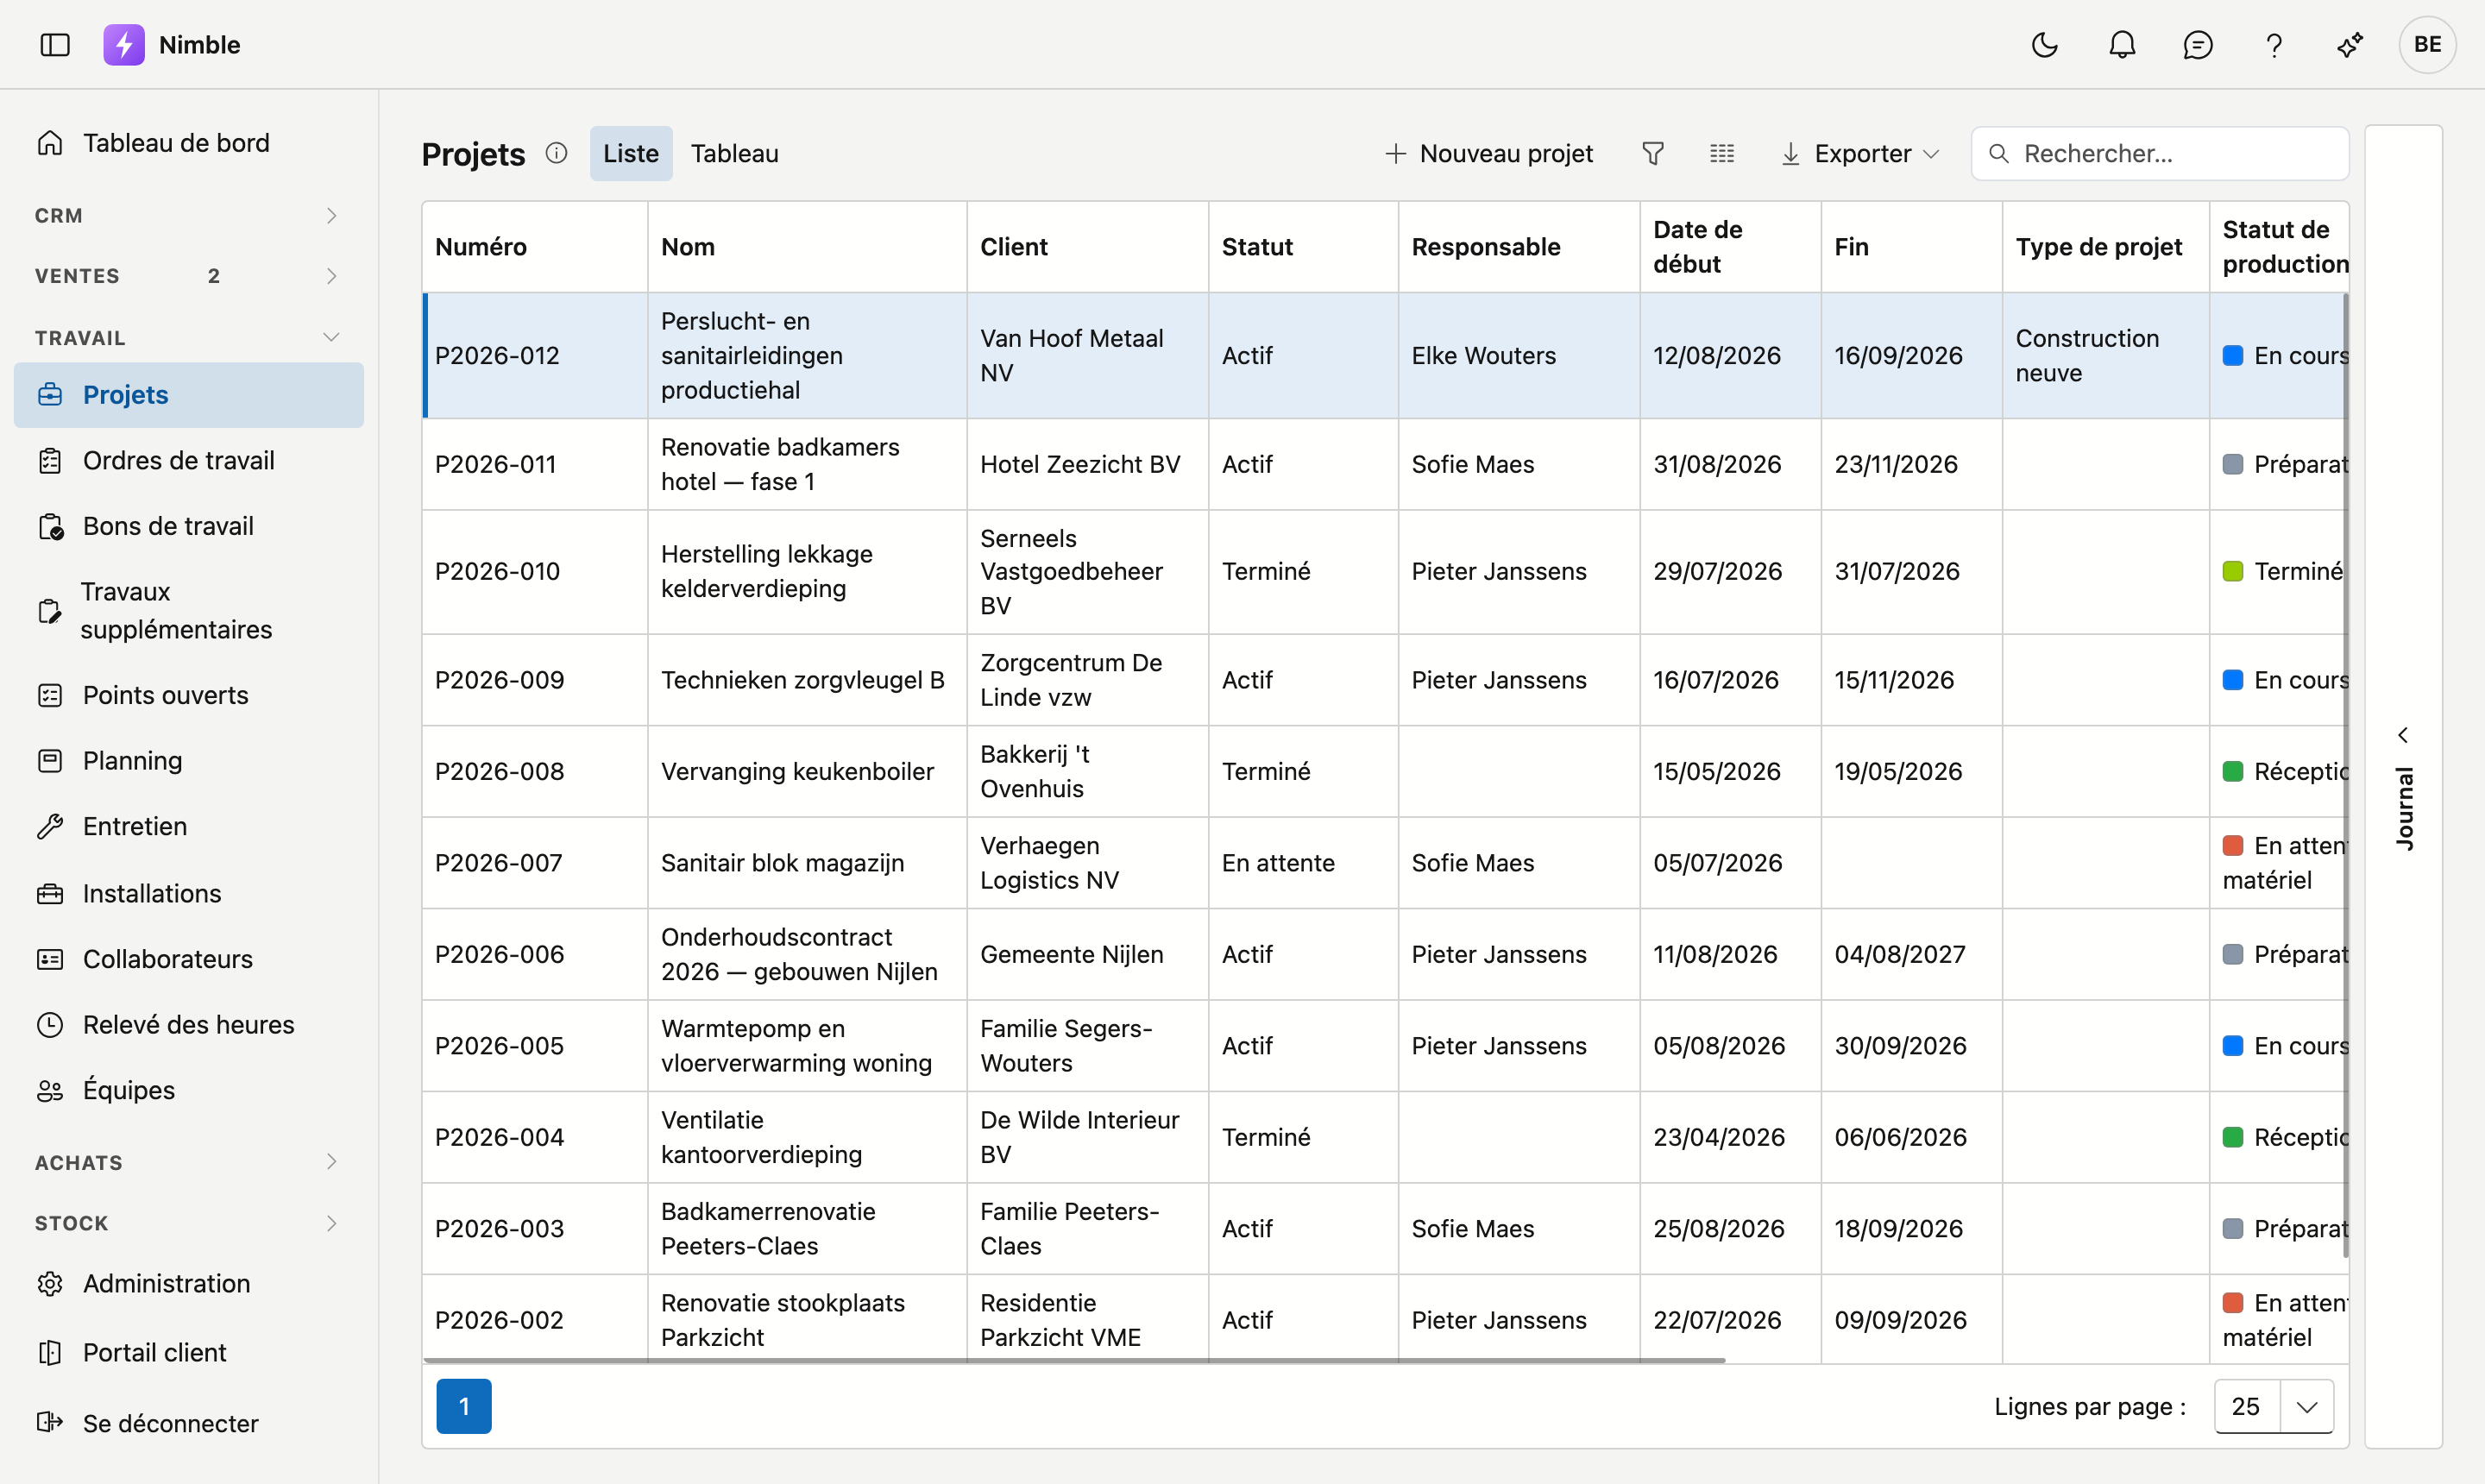 Nimble
BE
Tableau de bord
CRM
VENTES 2
TRAVAIL
Projets
Ordres de travail
Bons de travail
Travaux
supplémentaires
Points ouverts
Planning
Entretien
Installations
Collaborateurs
Relevé des heures
Équipes
ACHATS
STOCK
Administration
Portail client
Se déconnecter
Projets
Liste
Tableau
Nouveau projet
Exporter
Rechercher...
Numéro
Nom
Client
Statut
Responsable
Date de
début
Fin
Type de projet
Statut de
production
P2026-012
Perslucht- en
sanitairleidingen
productiehal
Van Hoof Metaal
NV
Actif
Elke Wouters
12/08/2026
16/09/2026
Construction
neuve
En cours
P2026-011
Renovatie badkamers
hotel — fase 1
Hotel Zeezicht BV
Actif
Sofie Maes
31/08/2026
23/11/2026
Préparat
P2026-010
Herstelling lekkage
kelderverdieping
Serneels
Vastgoedbeheer
BV
Terminé
Pieter Janssens
29/07/2026
31/07/2026
Terminé
P2026-009
Technieken zorgvleugel B
Zorgcentrum De
Linde vzw
Actif
Pieter Janssens
16/07/2026
15/11/2026
En cours
P2026-008
Vervanging keukenboiler
Bakkerij 't
Ovenhuis
Terminé
15/05/2026
19/05/2026
Réceptic
P2026-007
Sanitair blok magazijn
Verhaegen
Logistics NV
En attente
Sofie Maes
05/07/2026
En atten
matériel
P2026-006
Onderhoudscontract
2026 — gebouwen Nijlen
Gemeente Nijlen
Actif
Pieter Janssens
11/08/2026
04/08/2027
Préparat
P2026-005
Warmtepomp en
vloerverwarming woning
Familie Segers-
Wouters
Actif
Pieter Janssens
05/08/2026
30/09/2026
En cours
P2026-004
Ventilatie
kantoorverdieping
De Wilde Interieur
BV
Terminé
23/04/2026
06/06/2026
Réceptic
P2026-003
Badkamerrenovatie
Peeters-Claes
Familie Peeters-
Claes
Actif
Sofie Maes
25/08/2026
18/09/2026
Préparat
P2026-002
Renovatie stookplaats
Parkzicht
Residentie
Parkzicht VME
Actif
Pieter Janssens
22/07/2026
09/09/2026
En atten
matériel
1
Lignes par page :
25
Journal